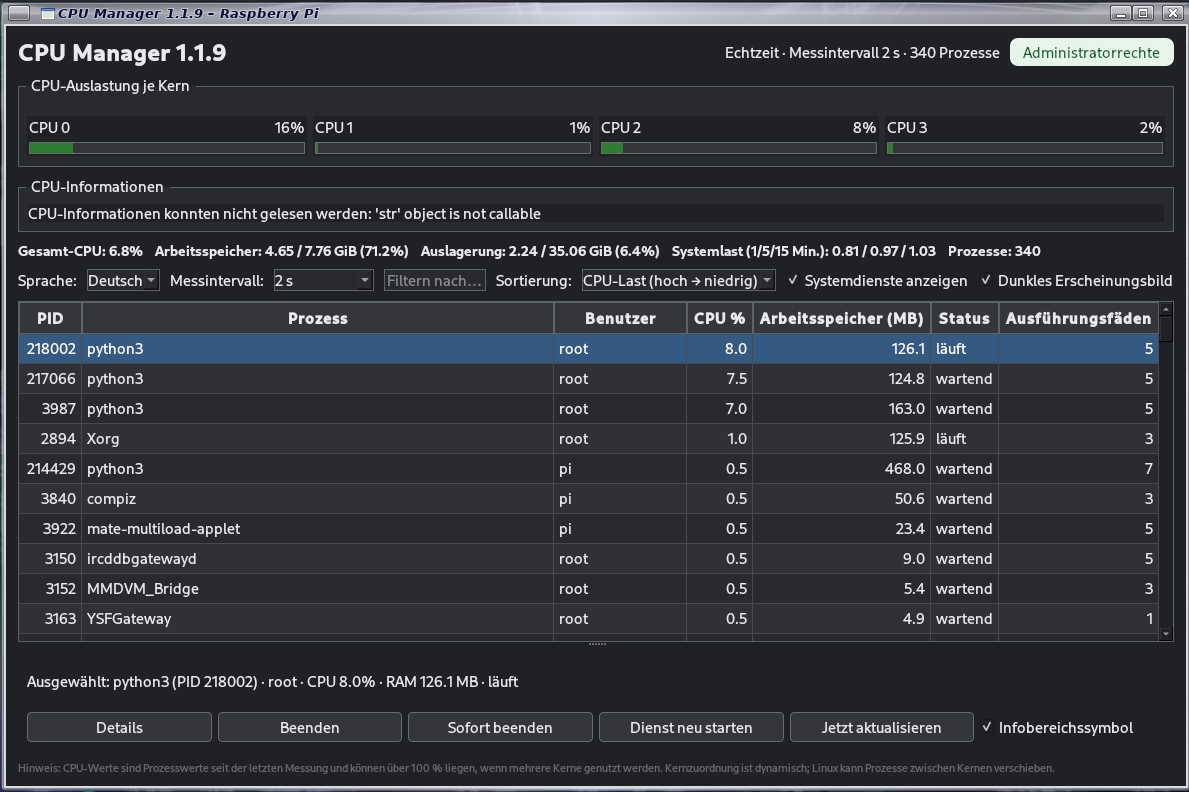 CPU Manager 1.1.9 – Raspberry Pi
CPU Manager 1.1.9 Echtzeit · Messintervall 2 s · 340 Prozesse Administratorrechte
CPU-Auslastung je Kern
CPU 0 16% CPU 1 1% CPU 2 8% CPU 3 2%
CPU-Informationen
CPU-Informationen konnten nicht gelesen werden: 'str' object is not callable
Gesamt-CPU: 6.8% Arbeitsspeicher: 4.65 / 7.76 GiB (71.2%) Auslagerung: 2.24 / 35.06 GiB (6.4%) Systemlast (1/5/15 Min.): 0.81 / 0.97 / 1.03 Prozesse: 340
Sprache: Deutsch Messintervall: 2 s Filtern nach... Sortierung: CPU-Last (hoch → niedrig) ✓ Systemdienste anzeigen ✓ Dunkles Erscheinungsbild
PID Prozess Benutzer CPU % Arbeitsspeicher (MB) Status Ausführungsfäden
218002 python3 root 8.0 126.1 läuft 5
217066 python3 root 7.5 124.8 wartend 5
3987 python3 root 7.0 163.0 wartend 5
2894 Xorg root 1.0 125.9 läuft 3
214429 python3 pi 0.5 468.0 wartend 7
3840 compiz pi 0.5 50.6 wartend 3
3922 mate-multiload-applet pi 0.5 23.4 wartend 5
3150 ircddbgatewayd root 0.5 9.0 wartend 5
3152 MMDVM_Bridge root 0.5 5.4 wartend 3
3163 YSFGateway root 0.5 4.9 wartend 1
Ausgewählt: python3 (PID 218002) · root · CPU 8.0% · RAM 126.1 MB · läuft
Details Beenden Sofort beenden Dienst neu starten Jetzt aktualisieren ✓ Infobereichssymbol
Hinweis: CPU-Werte sind Prozesswerte seit der letzten Messung und können über 100 % liegen, wenn mehrere Kerne genutzt werden. Kernzuordnung ist dynamisch; Linux kann Prozesse zwischen Kernen verschieben.